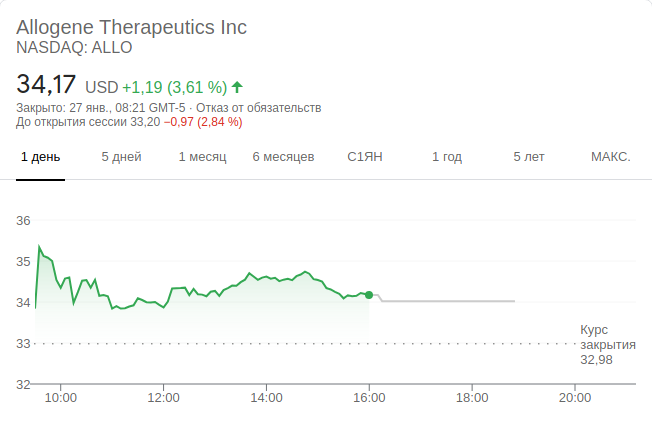 Allogene Therapeutics Inc
NASDAQ: ALLO
34,17 USD +1,19 (3,61 %)
Закрыто: 27 янв., 08:21 GMT-5 · Отказ от обязательств
До открытия сессии 33,20 −0,97 (2,84 %)
1 день 5 дней 1 месяц 6 месяцев С1ЯН 1 год 5 лет МАКС.
36
35
34
33
Курс
закрытия
32,98
32
10:00 12:00 14:00 16:00 18:00 20:00